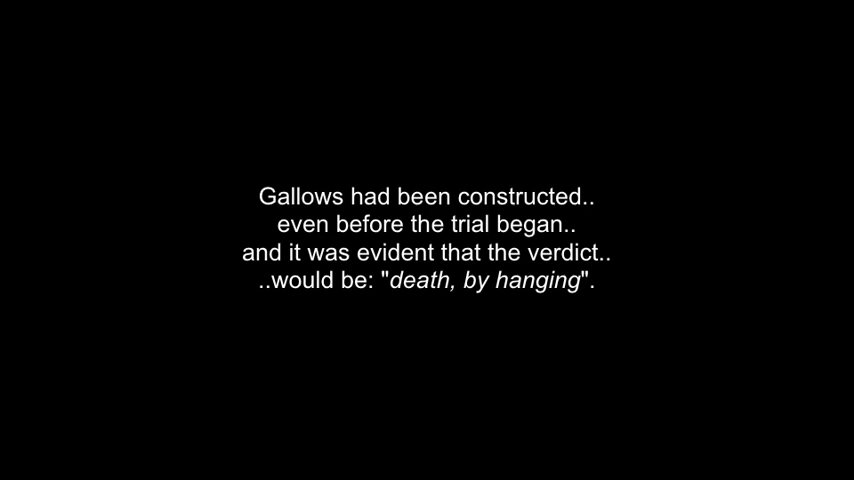 Gallows had been constructed..
even before the trial began..
and it was evident that the verdict..
..would be: "death, by hanging".